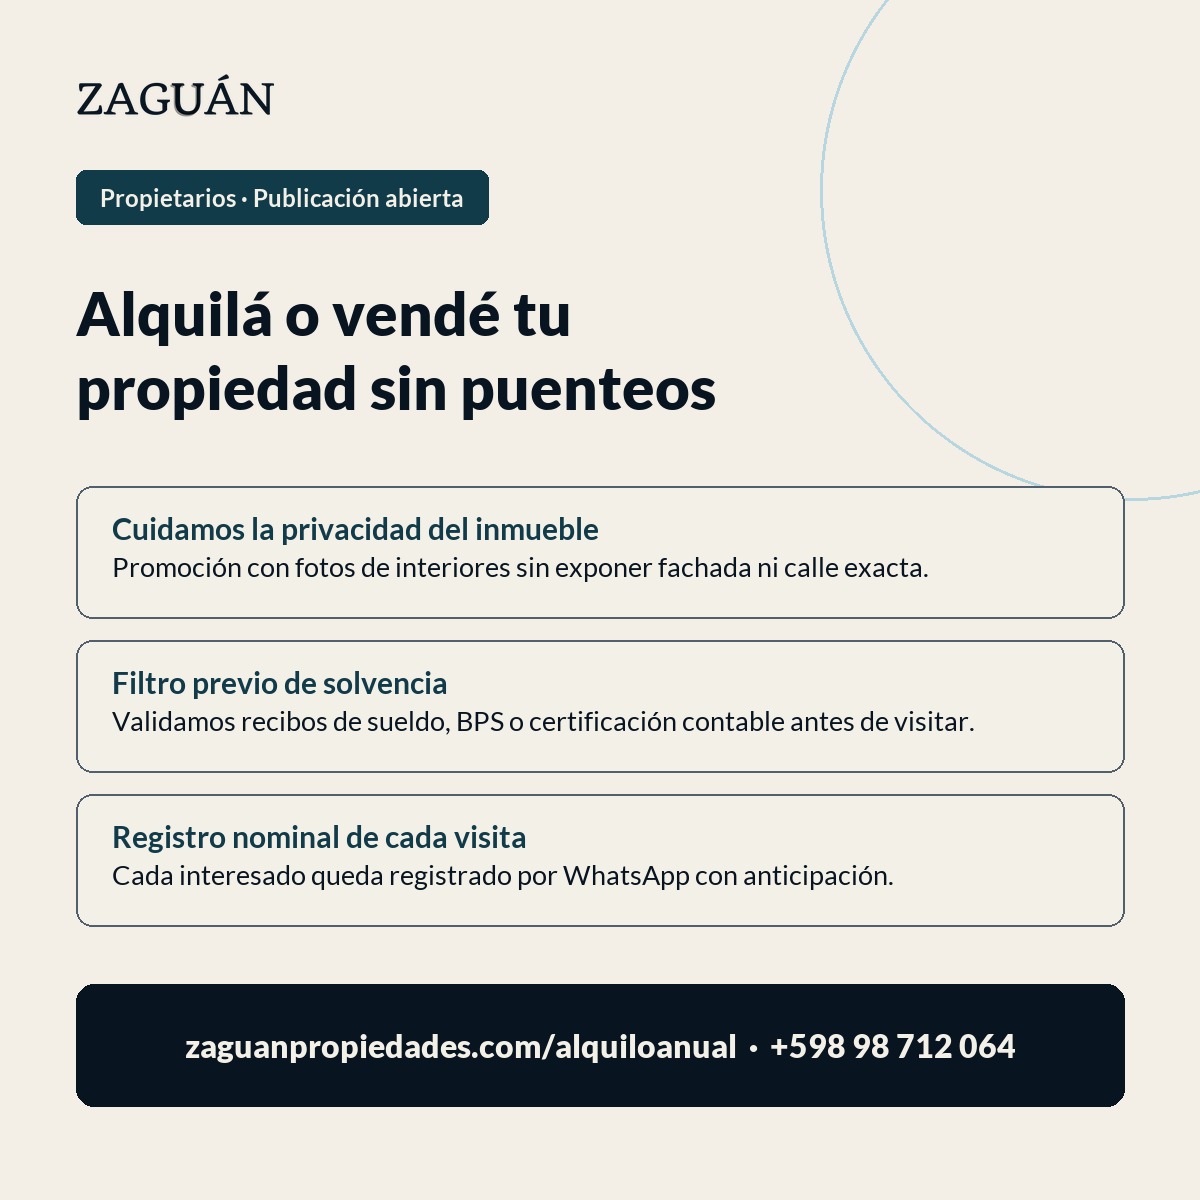 ZAGUÁN
Propietarios · Publicación abierta
Alquilá o vendé tu
propiedad sin puenteos
Cuidamos la privacidad del inmueble
Promoción con fotos de interiores sin exponer fachada ni calle exacta.
Filtro previo de solvencia
Validamos recibos de sueldo, BPS o certificación contable antes de visitar.
Registro nominal de cada visita
Cada interesado queda registrado por WhatsApp con anticipación.
zaguanpropiedades.com/alquiloanual · +598 98 712 064